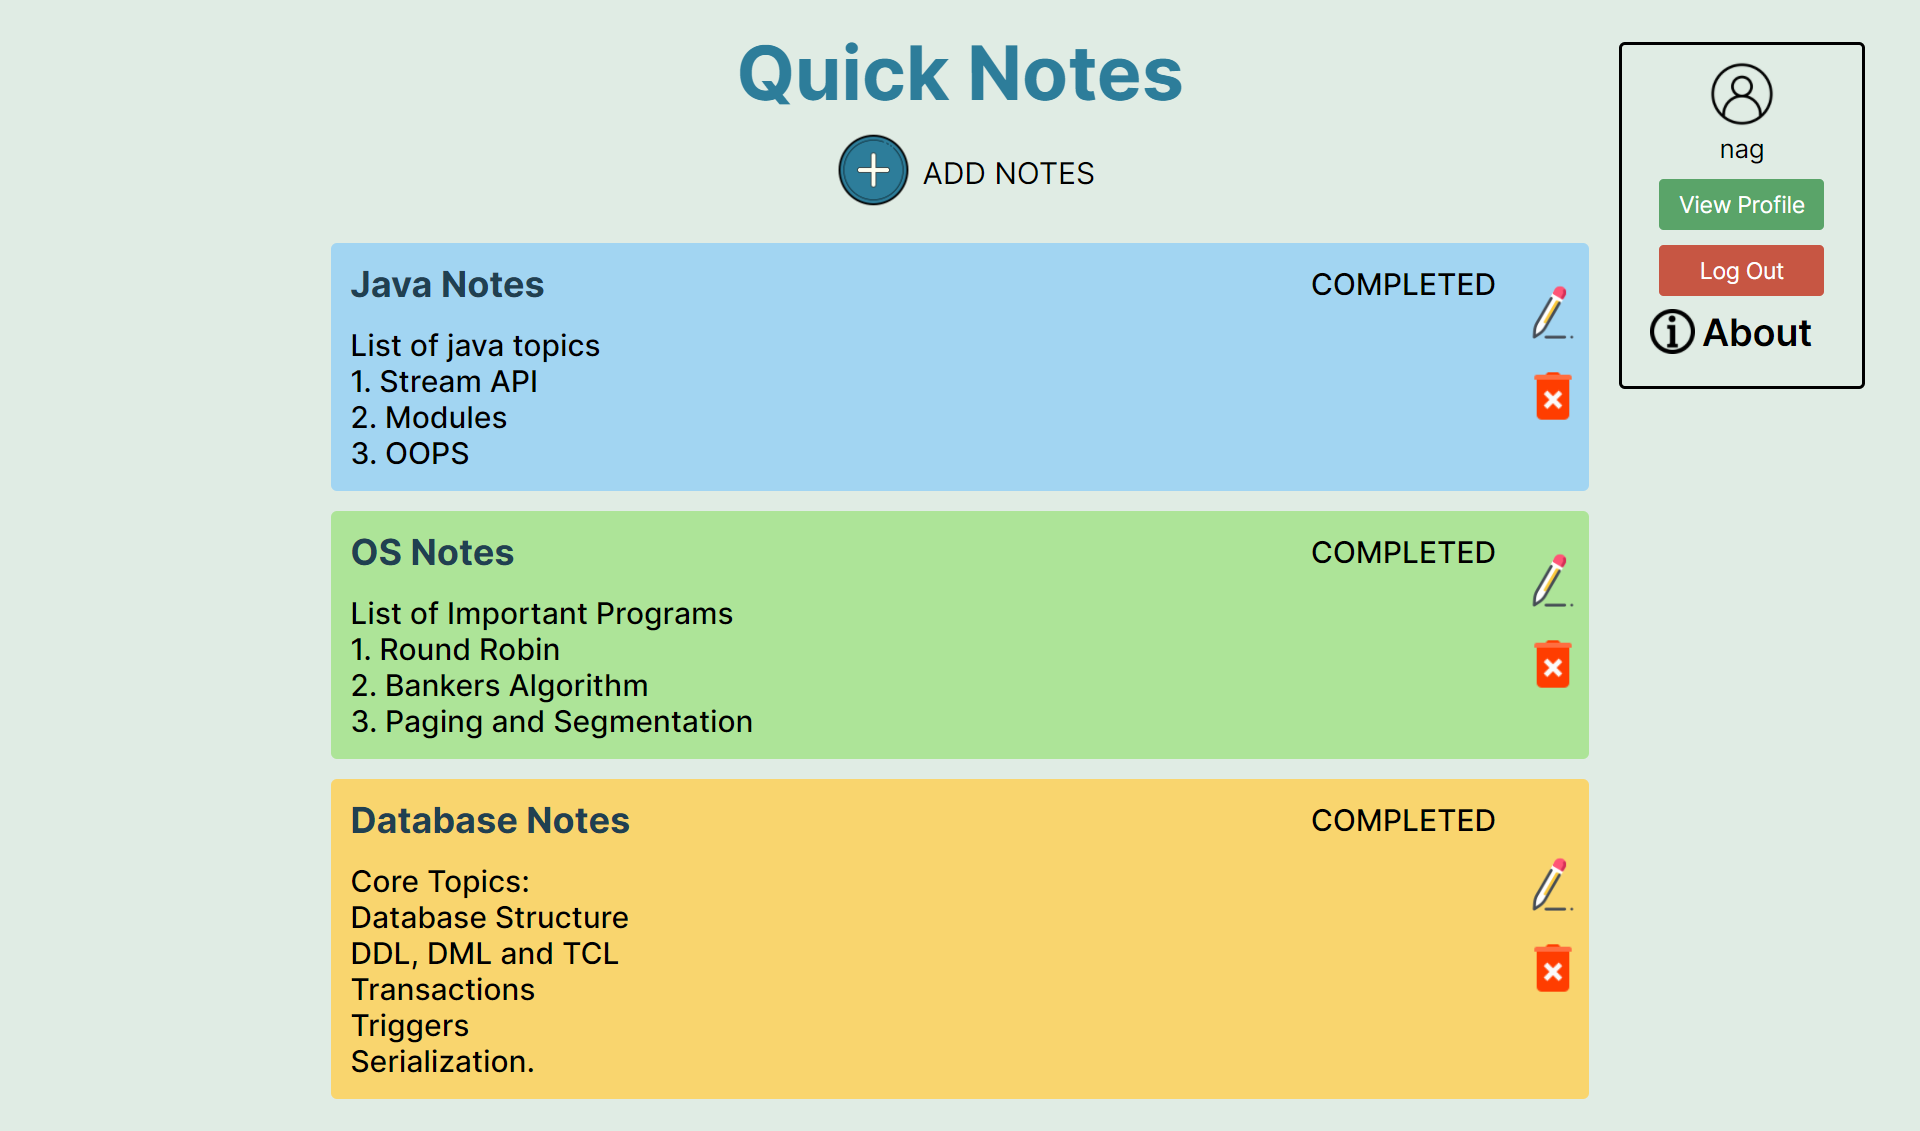 Quick Notes
ADD NOTES
nag
View Profile
Log Out
About
Java Notes
COMPLETED
List of java topics
1. Stream API
2. Modules
3. OOPS
OS Notes
COMPLETED
List of Important Programs
1. Round Robin
2. Bankers Algorithm
3. Paging and Segmentation
Database Notes
COMPLETED
Core Topics:
Database Structure
DDL, DML and TCL
Transactions
Triggers
Serialization.